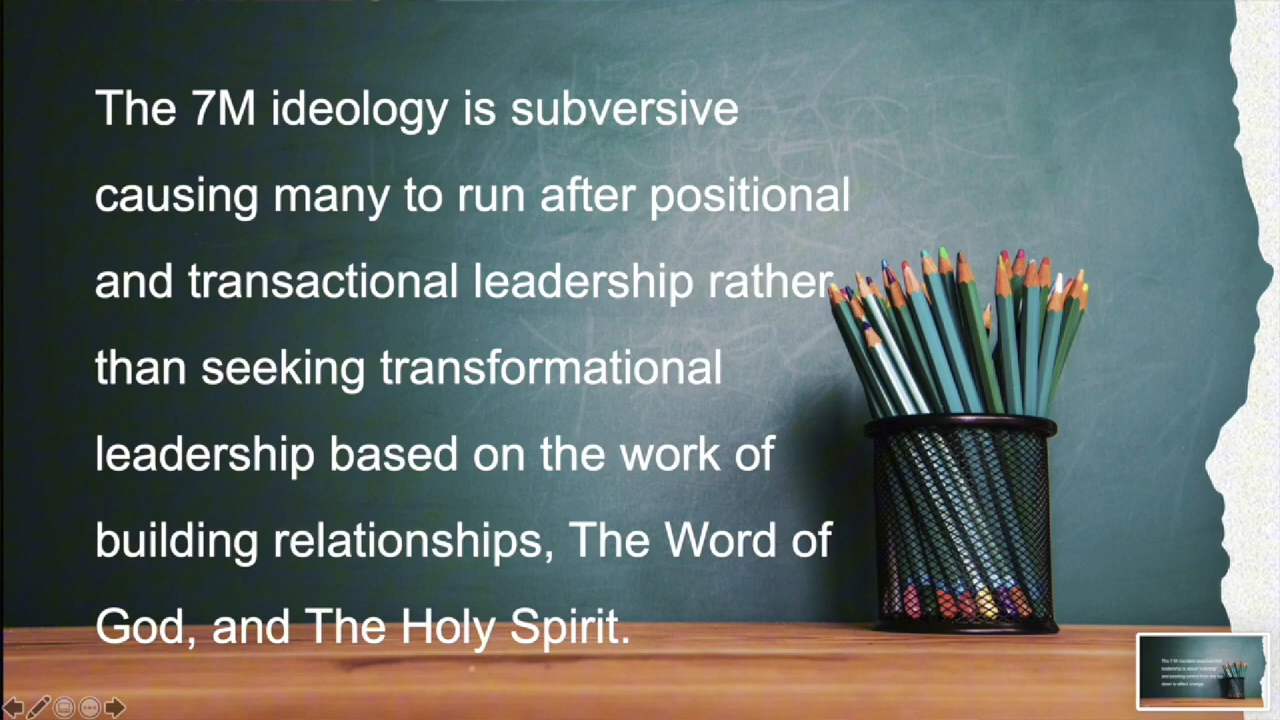 The 7M ideology is subversive
causing many to run after positional
and transactional leadership rather
than seeking transformational
leadership based on the work of
building relationships, The Word of
God, and The Holy Spirit.